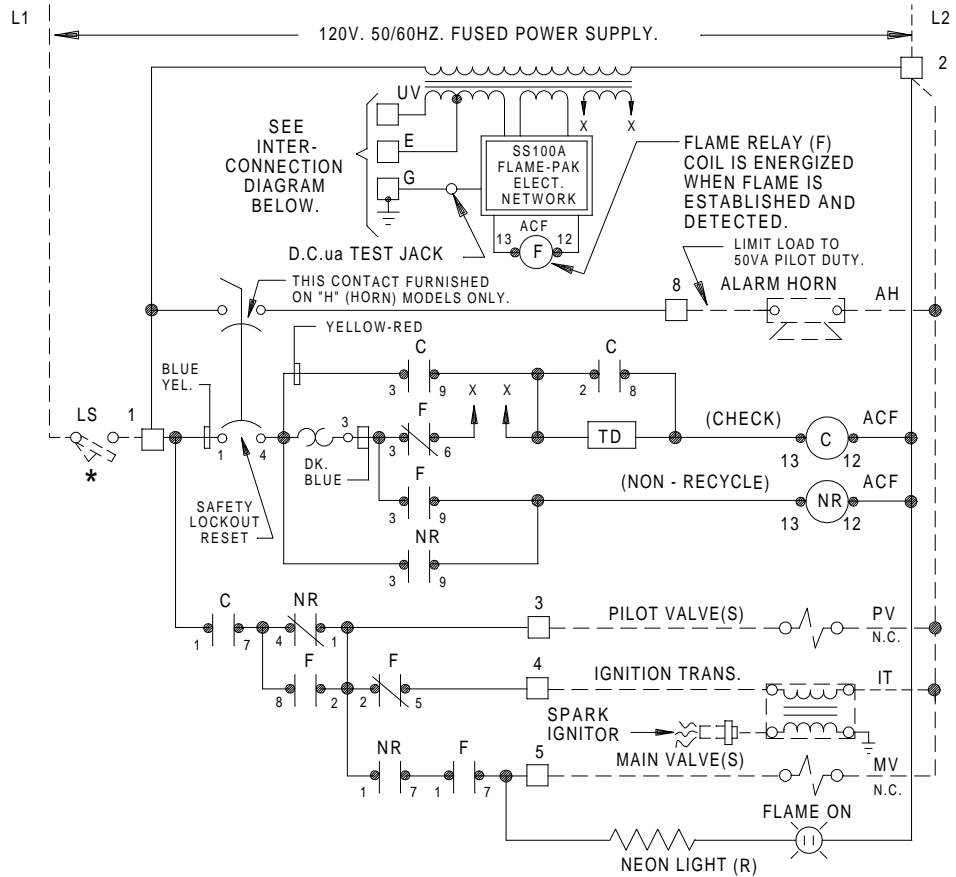 L1
L2
120V. 50/60HZ. FUSED POWER SUPPLY.
2
UV
X X
SEE
INTER-
CONNECTION
DIAGRAM
BELOW.
E
G
SS100A
FLAME-PAK
ELECT.
NETWORK
FLAME RELAY (F)
COIL IS ENERGIZED
WHEN FLAME IS
ESTABLISHED AND
DETECTED.
ACF
13 F 12
D.C.ua TEST JACK
LIMIT LOAD TO
50VA PILOT DUTY.
THIS CONTACT FURNISHED
ON "H" (HORN) MODELS ONLY.
8
ALARM HORN
AH
YELLOW-RED
BLUE
YEL.
C
3 9
X X
C
2 8
LS
1
*
1 4
3
DK.
BLUE
F
3 6
TD
(CHECK)
13 C 12
ACF
SAFETY
LOCKOUT
RESET
F
3 9
(NON - RECYCLE)
13 NR 12
ACF
NR
3 9
C
1 7
NR
4 1
3
PILOT VALVE(S)
PV
N.C.
F
8 2
F
2 5
4
IGNITION TRANS.
IT
SPARK
IGNITOR
NR
1 7
F
1 7
5
MAIN VALVE(S)
MV
N.C.
FLAME ON
NEON LIGHT (R)